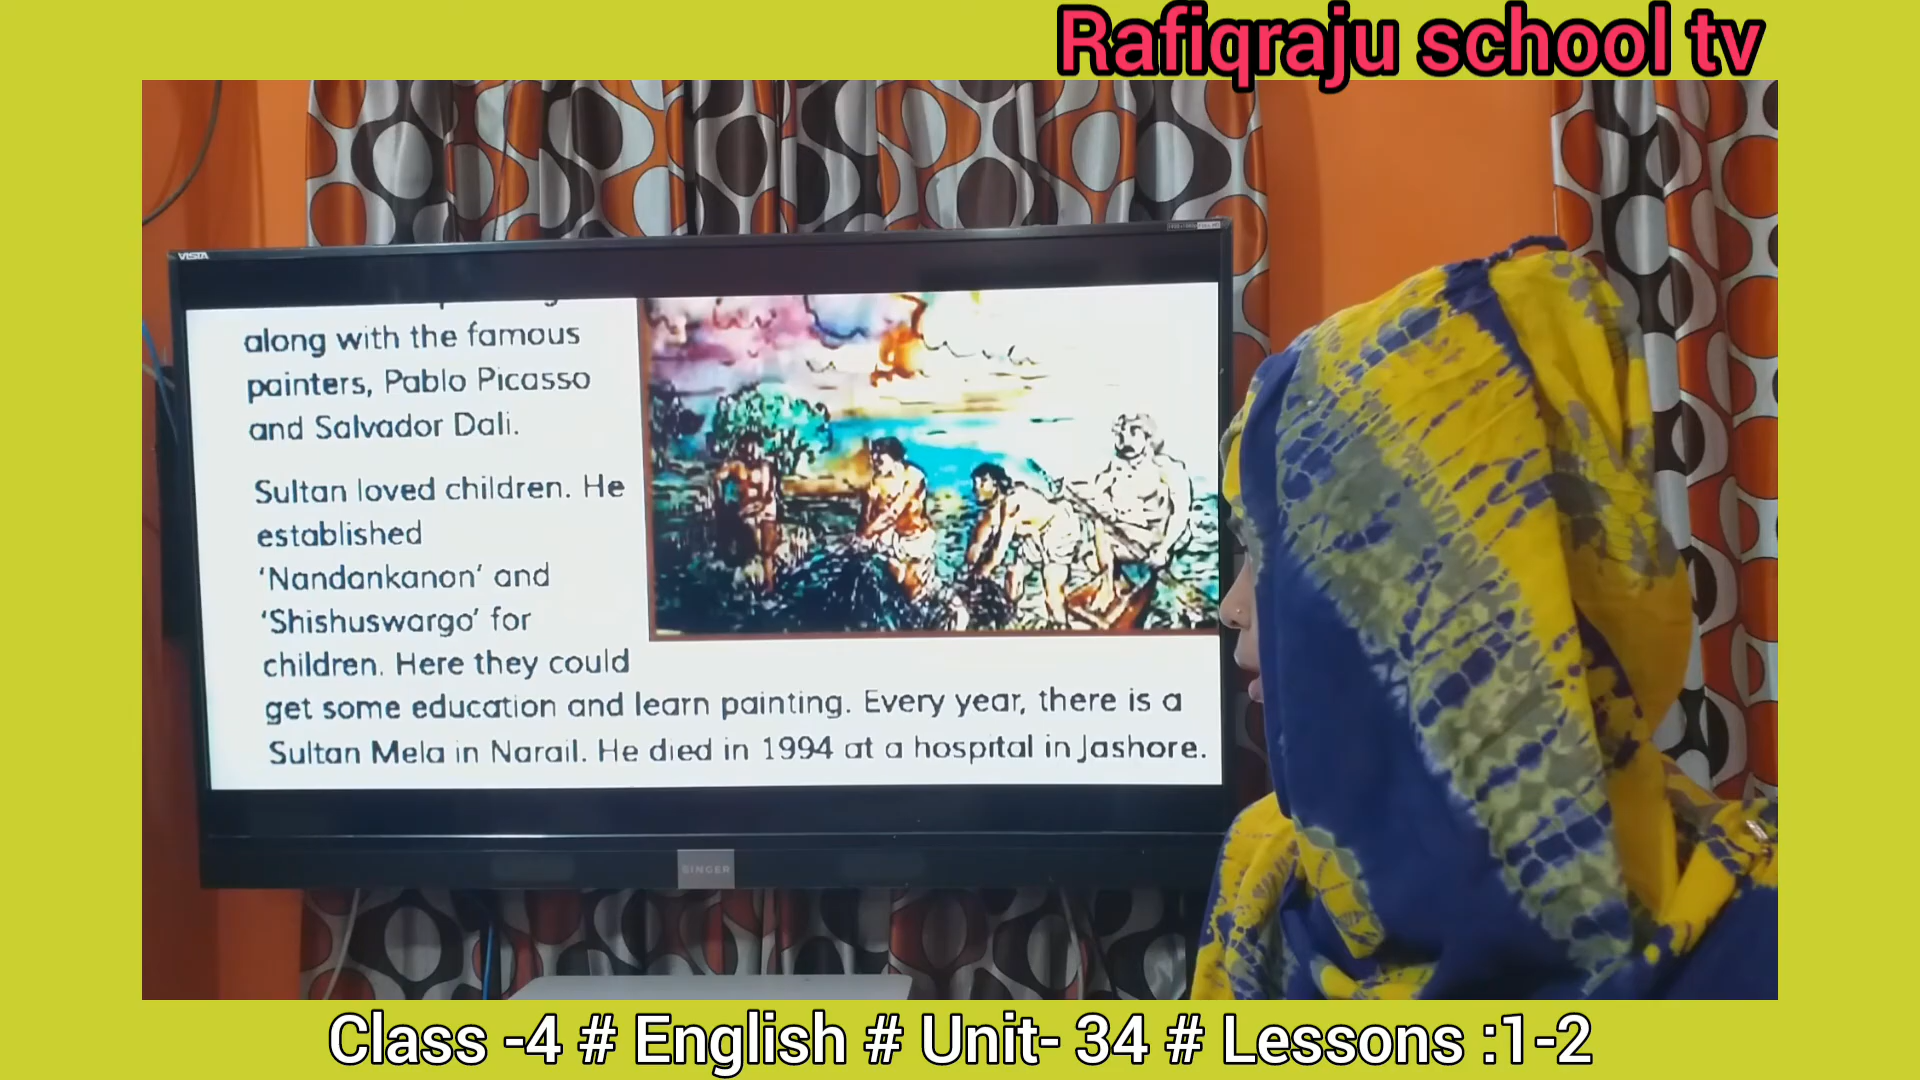 Rafiqraju school tv
VISTA
along with the famous
painters, Pablo Picasso
and Salvador Dali.
Sultan loved children. He
established
‘Nandankanon’ and
‘Shishuswargo’ for
children. Here they could
get some education and learn painting. Every year, there is a
Sultan Mela in Narail. He died in 1994 at a hospital in Jashore.
SINGER
Class -4 # English # Unit- 34 # Lessons :1-2